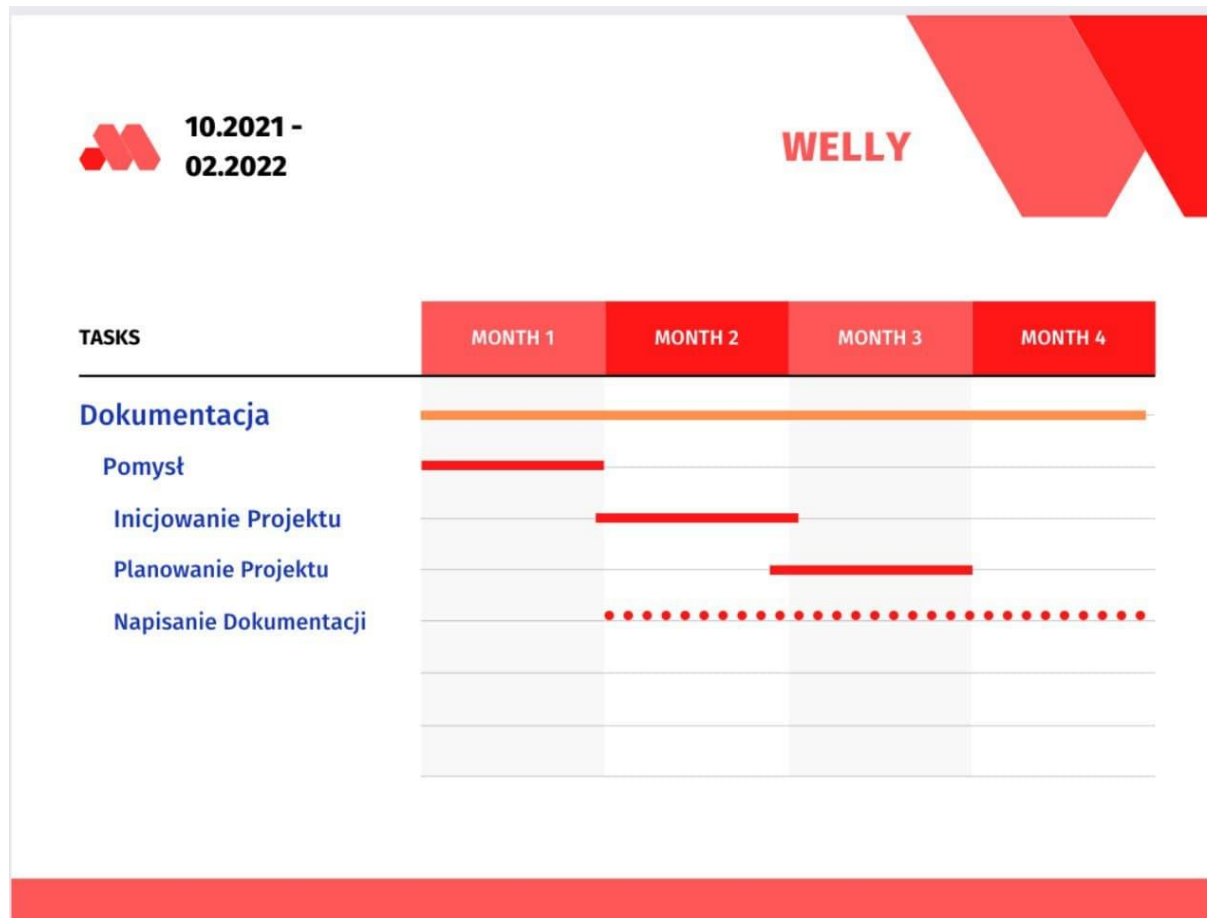 10.2021 -
02.2022
WELLY
TASKS MONTH 1 MONTH 2 MONTH 3 MONTH 4
Dokumentacja
Pomysł
Inicjowanie Projektu
Planowanie Projektu
Napisanie Dokumentacji